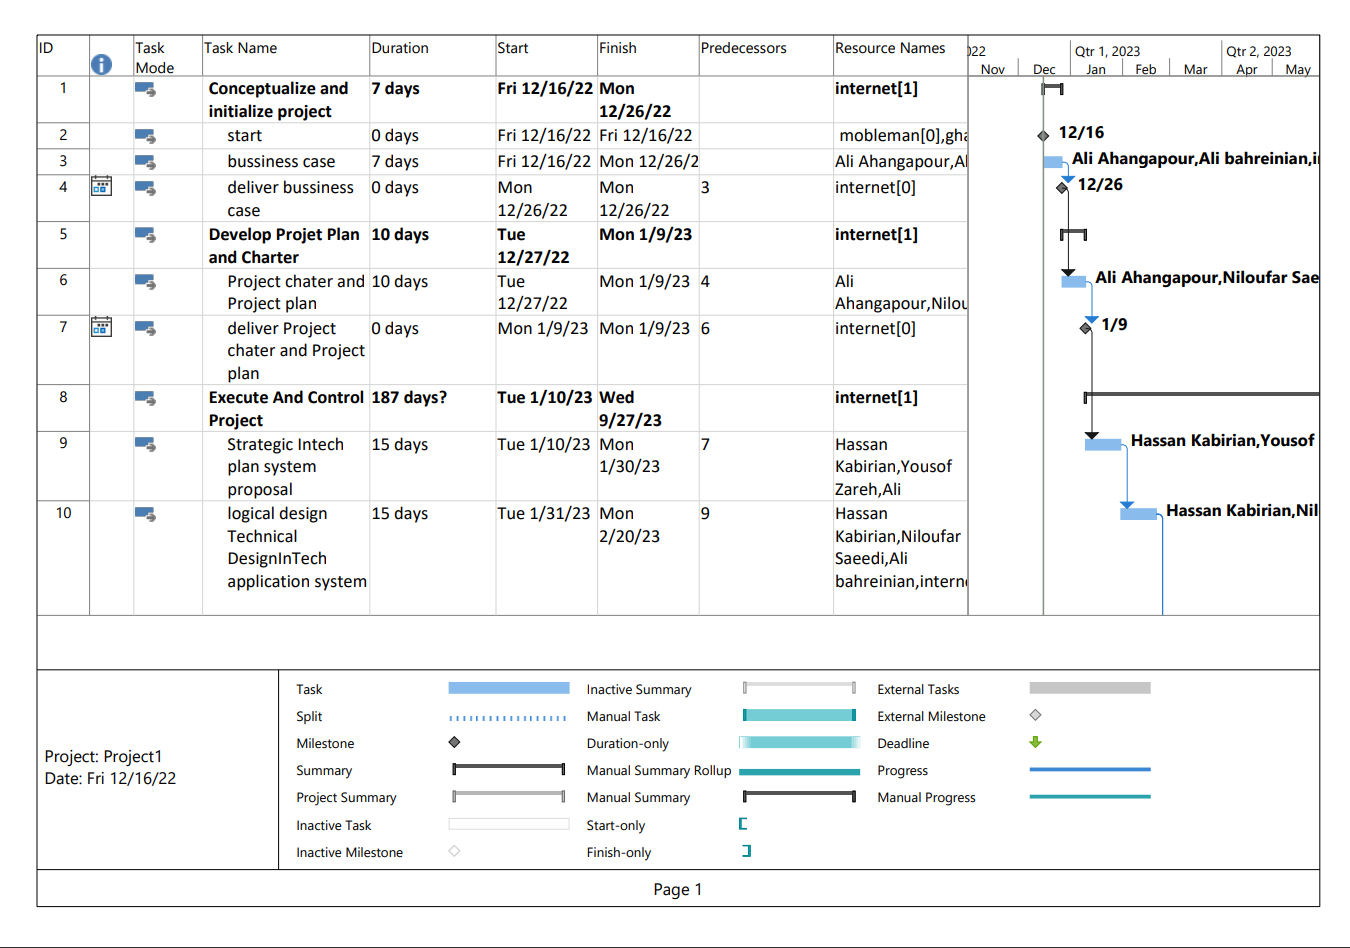 ID Task Mode Task Name Duration Start Finish Predecessors Resource Names
022 Qtr 1, 2023 Qtr 2, 2023
Nov Dec Jan Feb Mar Apr May
1 Conceptualize and 7 days Fri 12/16/22 Mon internet[1]
initialize project 12/26/22
2 start 0 days Fri 12/16/22 Fri 12/16/22 mobleman[0],gha
12/16
3 bussiness case 7 days Fri 12/16/22 Mon 12/26/2 Ali Ahangapour,Al
Ali Ahangapour,Ali bahreinian,i
4 deliver bussiness 0 days Mon Mon 3 internet[0]
case 12/26/22 12/26/22
12/26
5 Develop Projet Plan 10 days Tue Mon 1/9/23 internet[1]
and Charter 12/27/22
6 Project chater and 10 days Tue Mon 1/9/23 4 Ali
Project plan 12/27/22 Ahangapour,Nilou
Ali Ahangapour,Niloufar Sae
7 deliver Project 0 days Mon 1/9/23 Mon 1/9/23 6 internet[0]
chater and Project
plan
1/9
8 Execute And Control 187 days? Tue 1/10/23 Wed internet[1]
Project 9/27/23
9 Strategic Intech 15 days Tue 1/10/23 Mon 7 Hassan
plan system 1/30/23 Kabirian,Yousof
proposal Zareh,Ali
Hassan Kabirian,Yousof
10 logical design 15 days Tue 1/31/23 Mon 9 Hassan
Technical 2/20/23 Kabirian,Niloufar
DesignInTech Saeedi,Ali
application system bahreinian,intern
Hassan Kabirian,Nil
Project: Project1
Date: Fri 12/16/22
Task Inactive Summary External Tasks
Split Manual Task External Milestone
Milestone Duration-only Deadline
Summary Manual Summary Rollup Progress
Project Summary Manual Summary Manual Progress
Inactive Task Start-only
Inactive Milestone Finish-only
Page 1